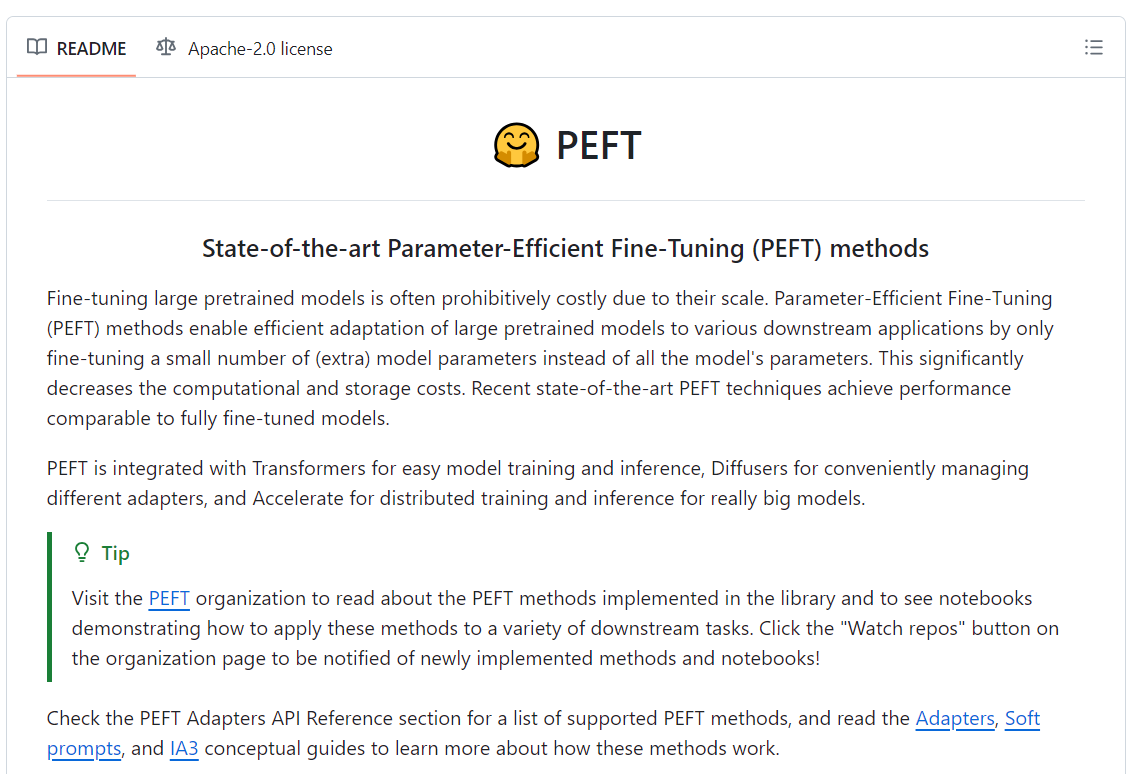 README
Apache-2.0 license
PEFT
State-of-the-art Parameter-Efficient Fine-Tuning (PEFT) methods
Fine-tuning large pretrained models is often prohibitively costly due to their scale. Parameter-Efficient Fine-Tuning
(PEFT) methods enable efficient adaptation of large pretrained models to various downstream applications by only
fine-tuning a small number of (extra) model parameters instead of all the model's parameters. This significantly
decreases the computational and storage costs. Recent state-of-the-art PEFT techniques achieve performance
comparable to fully fine-tuned models.
PEFT is integrated with Transformers for easy model training and inference, Diffusers for conveniently managing
different adapters, and Accelerate for distributed training and inference for really big models.
Tip
Visit the PEFT organization to read about the PEFT methods implemented in the library and to see notebooks
demonstrating how to apply these methods to a variety of downstream tasks. Click the "Watch repos" button on
the organization page to be notified of newly implemented methods and notebooks!
Check the PEFT Adapters API Reference section for a list of supported PEFT methods, and read the Adapters, Soft
prompts, and IA3 conceptual guides to learn more about how these methods work.